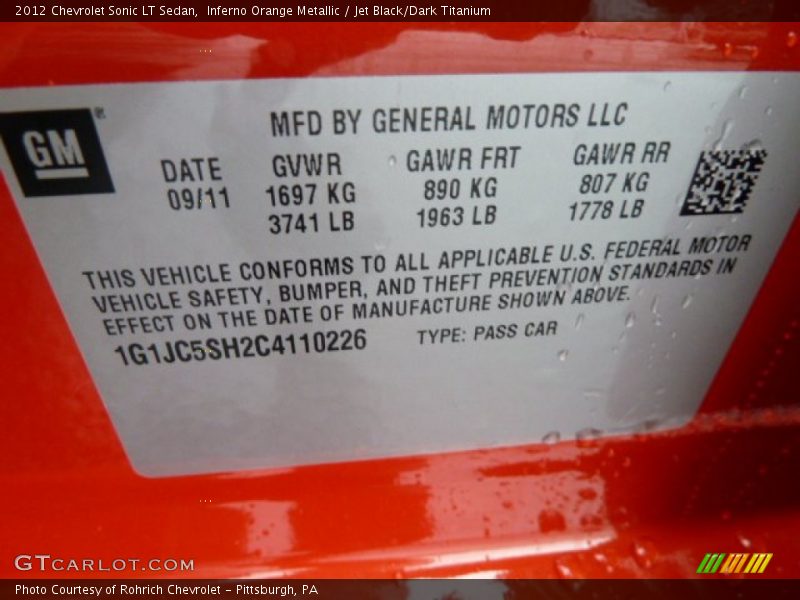 2012 Chevrolet Sonic LT Sedan,  Inferno Orange Metallic / Jet Black/Dark Titanium
GM®
MFD BY GENERAL MOTORS LLC
DATE GVWR GAWR FRT GAWR RR
09/11 1697 KG 890 KG 807 KG
3741 LB 1963 LB 1778 LB
THIS VEHICLE CONFORMS TO ALL APPLICABLE U.S. FEDERAL MOTOR
VEHICLE SAFETY, BUMPER, AND THEFT PREVENTION STANDARDS IN
EFFECT ON THE DATE OF MANUFACTURE SHOWN ABOVE.
1G1JC5SH2C4110226 TYPE: PASS CAR
GTCARLOT.COM
Photo Courtesy of Rohrich Chevrolet – Pittsburgh, PA